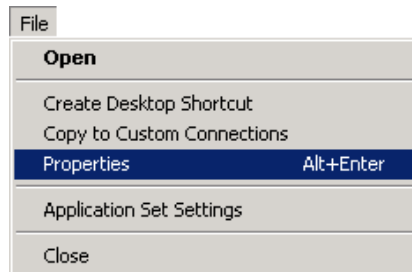 File
Open
Create Desktop Shortcut
Copy to Custom Connections
Properties Alt+Enter
Application Set Settings
Close